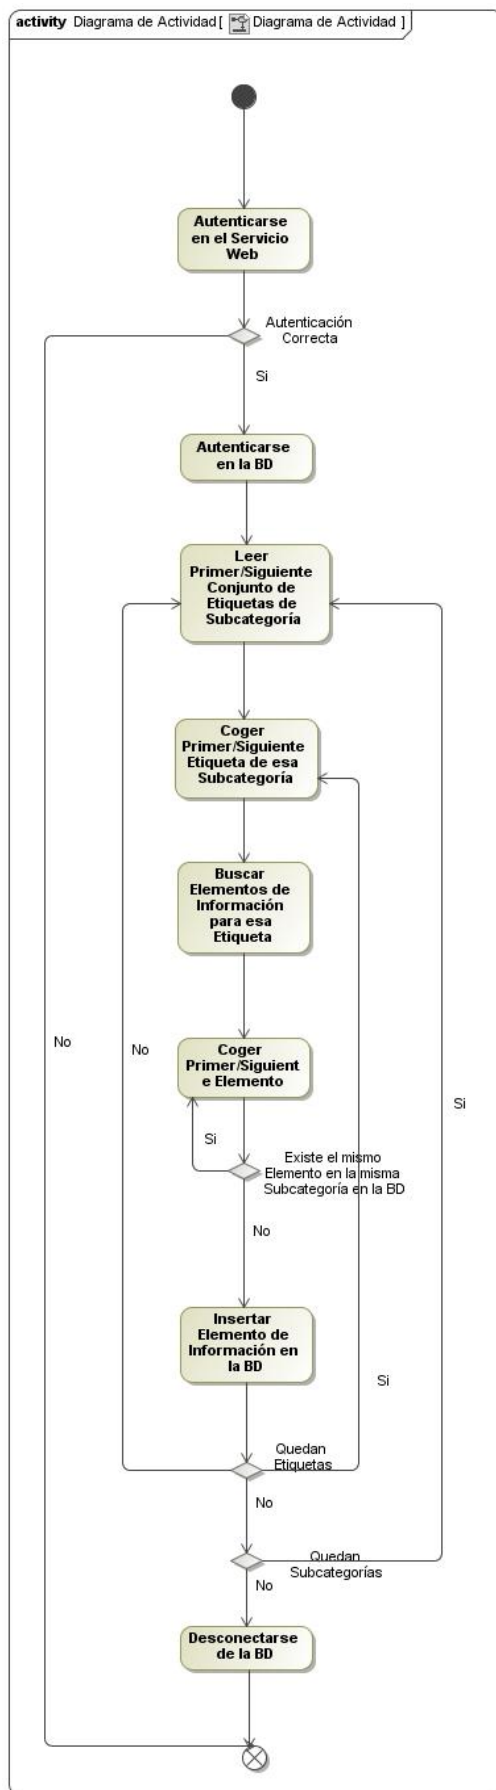 activity Diagrama de Actividad [ Diagrama de Actividad ]
Autenticarse
en el Servicio
Web
Autenticación
Correcta
Si
Autenticarse
en la BD
Leer
Primer/Siguiente
Conjunto de
Etiquetas de
Subcategoría
Coger
Primer/Siguiente
Etiqueta de esa
Subcategoría
Buscar
Elementos de
Información
para esa
Etiqueta
No
No
Coger
Primer/Siguient
e Elemento
Si
Si
Existe el mismo
Elemento en la misma
Subcategoría en la BD
No
Insertar
Elemento de
Información en
la BD
Si
Quedan
Etiquetas
No
Quedan
Subcategorías
No
Desconectarse
de la BD